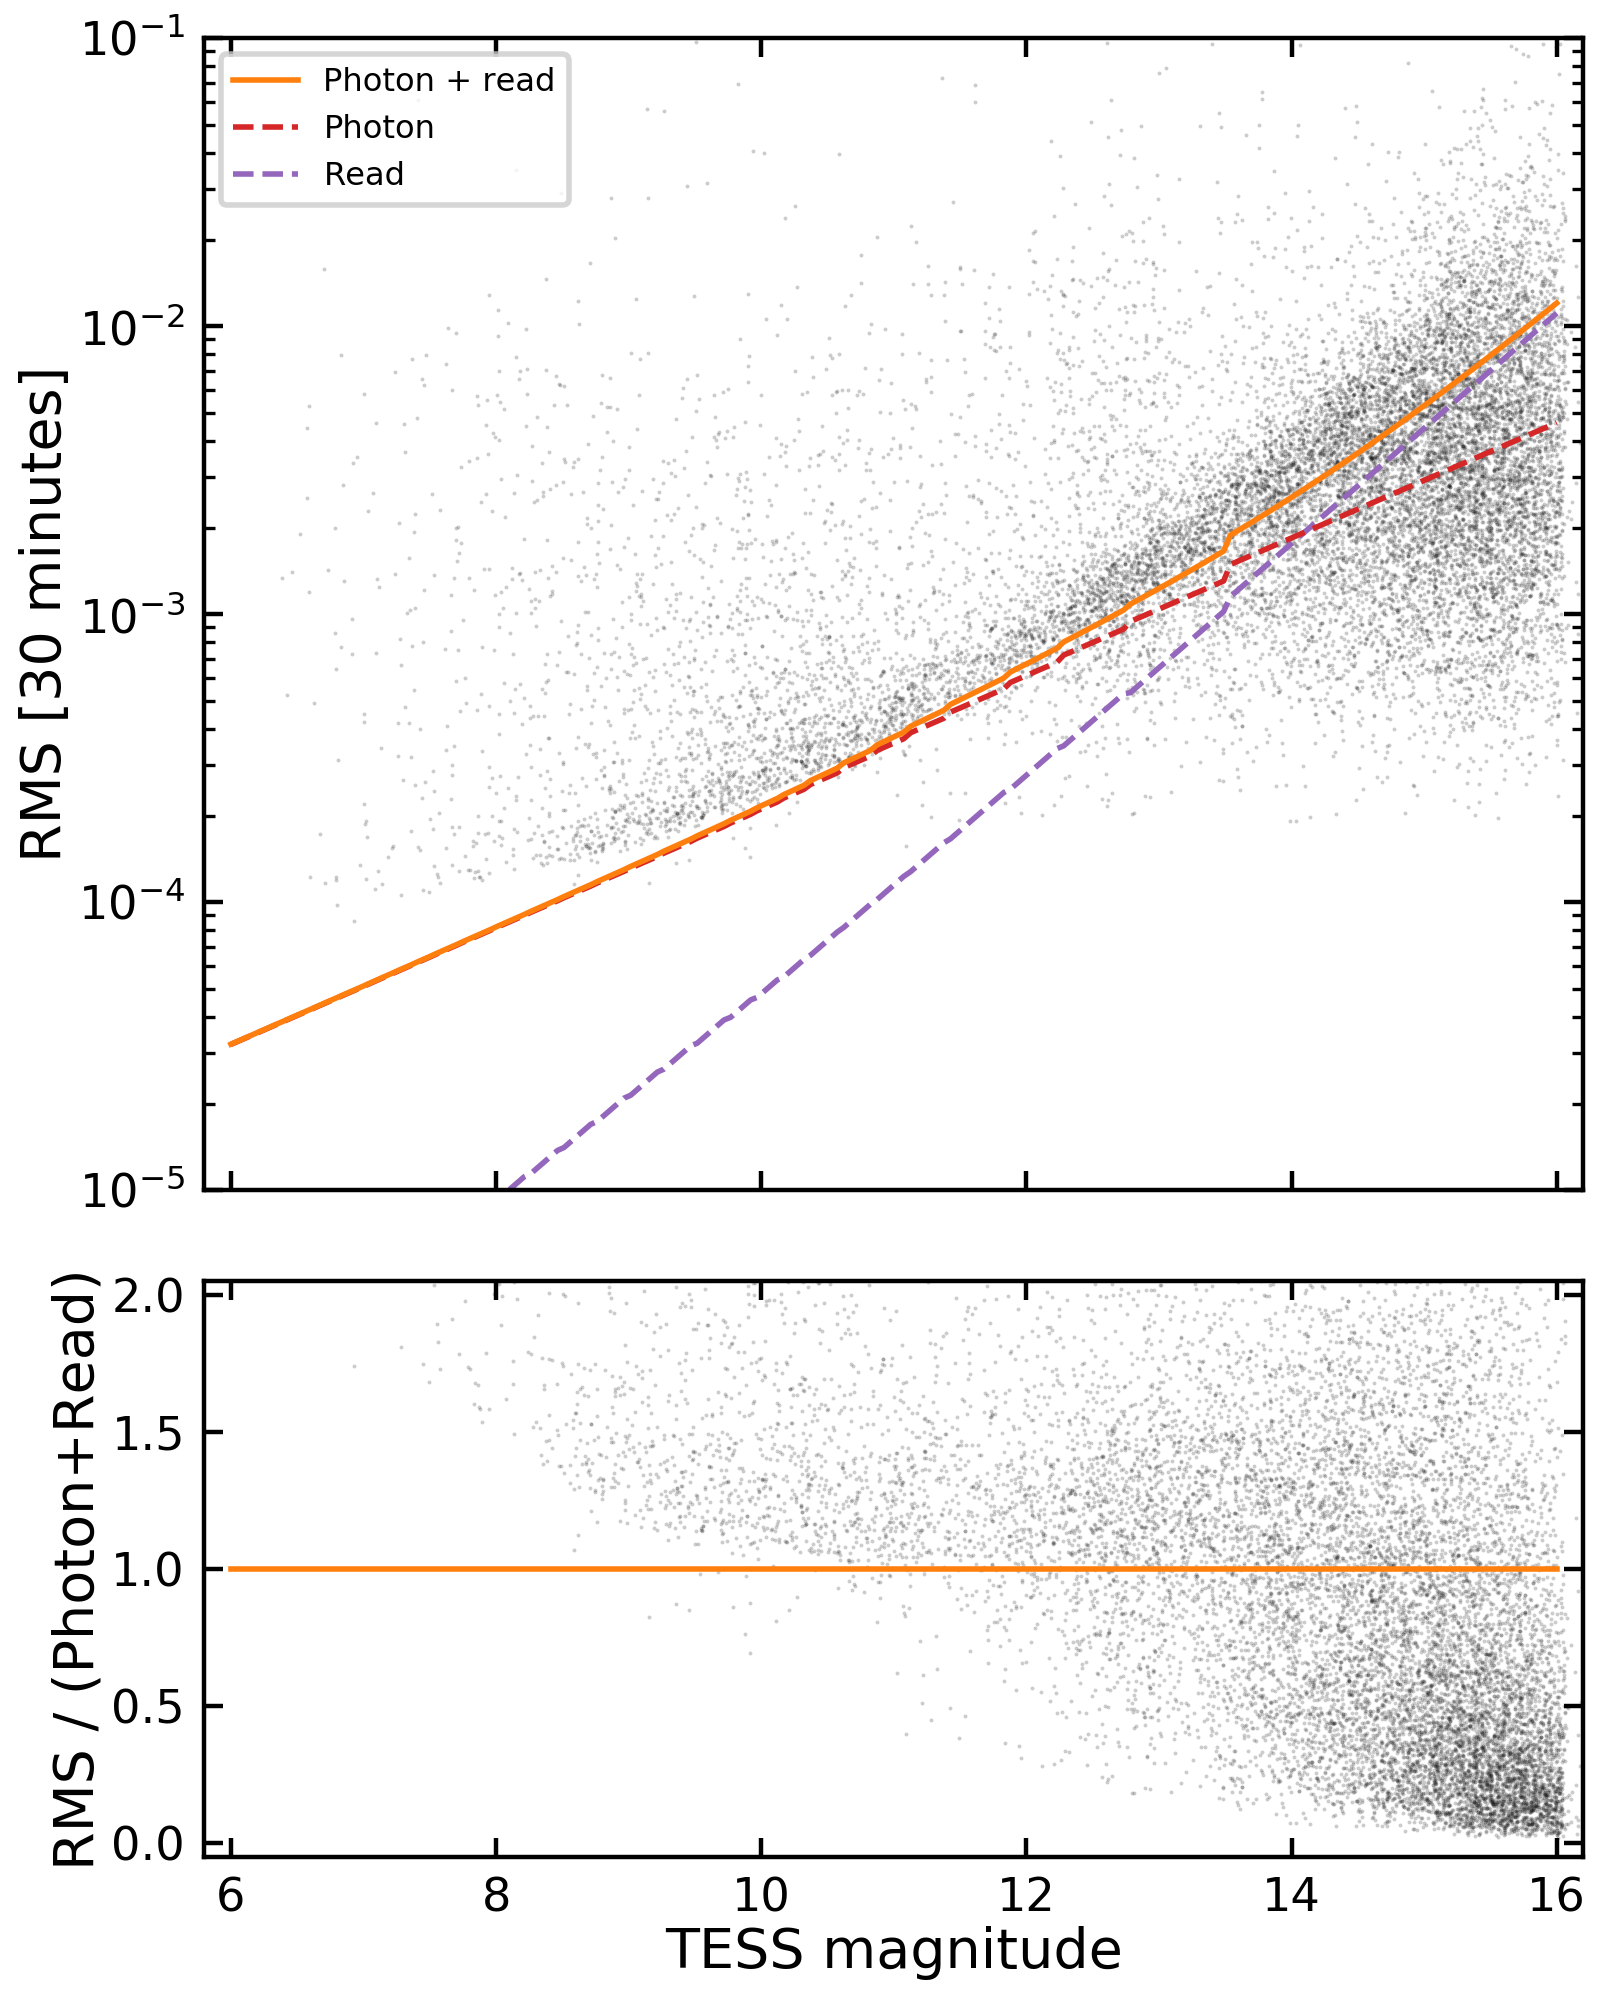 10⁻¹
Photon + read
Photon
Read
10⁻²
10⁻³
10⁻⁴
10⁻⁵
RMS [30 minutes]
2.0
1.5
1.0
0.5
0.0
RMS / (Photon+Read)
6 8 10 12 14 16
TESS magnitude